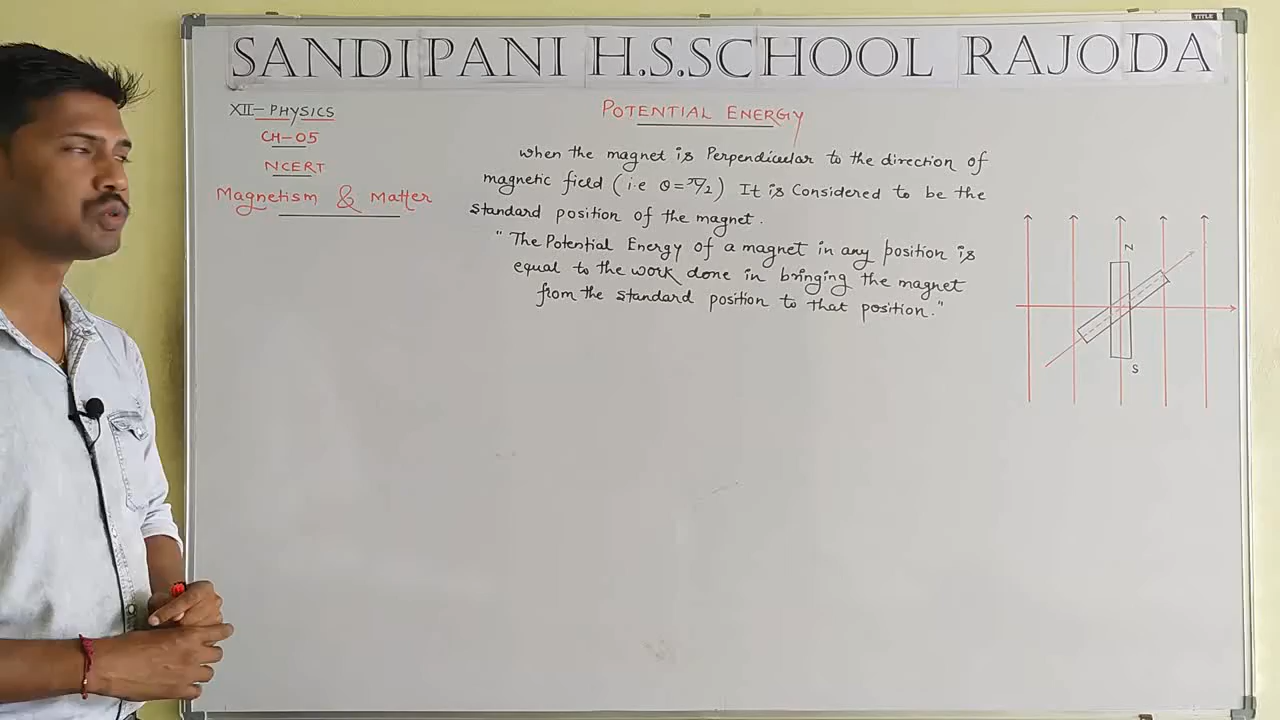 TITLE
SANDIPANI H.S.SCHOOL RAJODA
XII-PHYSICS
CH-05
NCERT
Magnetism & Matter
POTENTIAL ENERGY
when the magnet is Perpendicular to the direction of
magnetic field (i.e θ=π/2) It is Considered to be the
standard position of the magnet.
"The Potential Energy of a magnet in any position is
equal to the work done in bringing the magnet
from the standard position to that position."
N
S